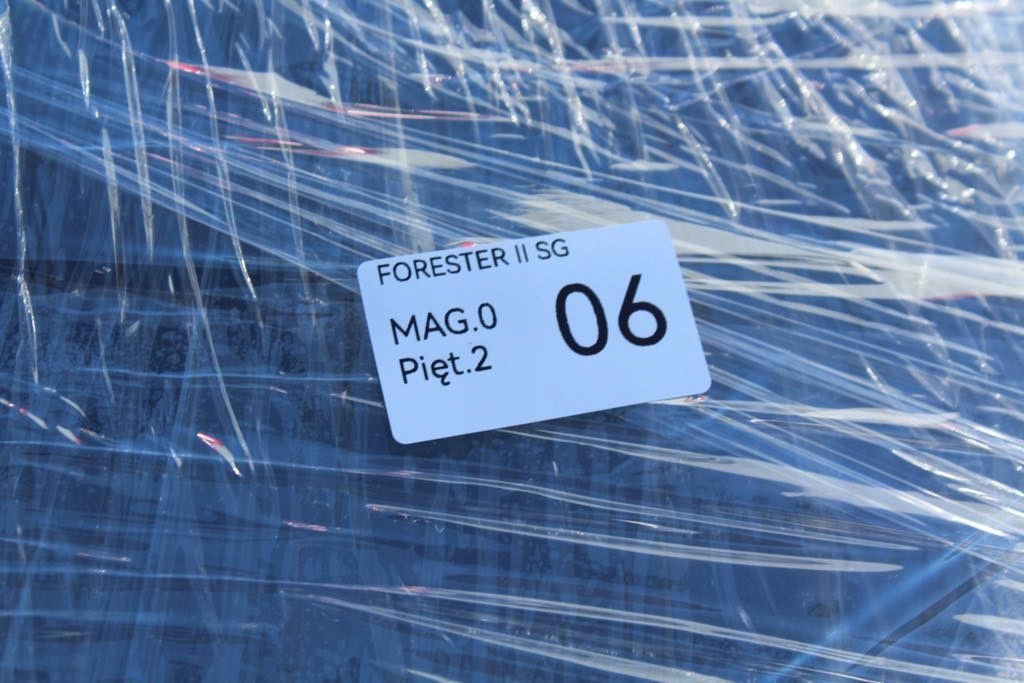 FORESTER II SG
MAG.0
Pięt.2
06